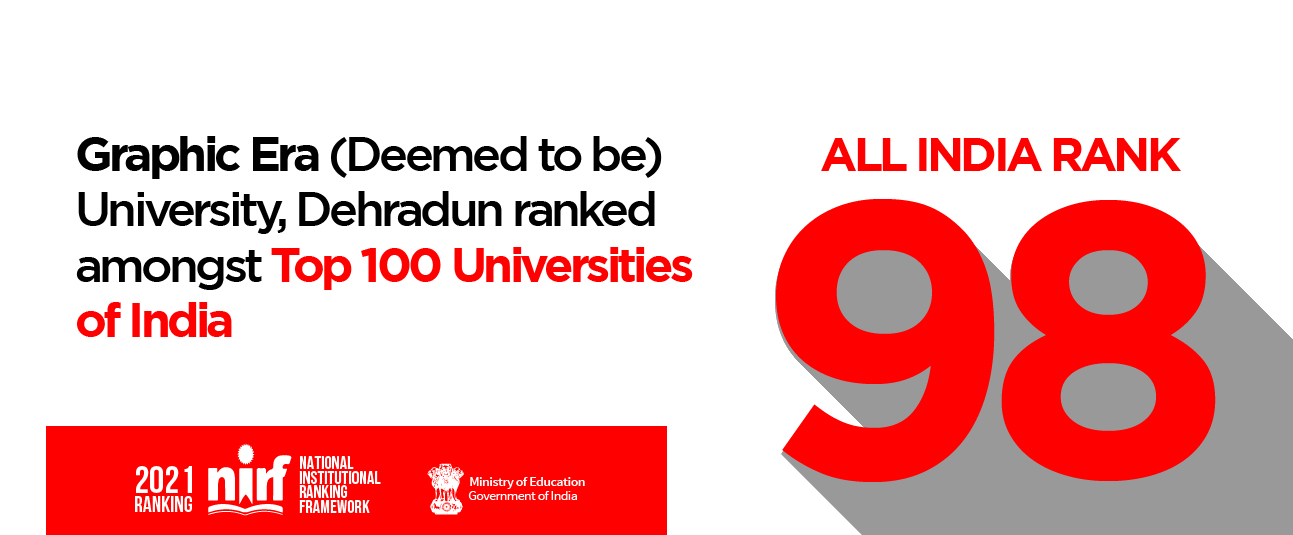 Graphic Era (Deemed to be)
University, Dehradun ranked
amongst Top 100 Universities
of India
ALL INDIA RANK
98
2021
RANKING
nirf
NATIONAL
INSTITUTIONAL
RANKING
FRAMEWORK
Ministry of Education
Government of India